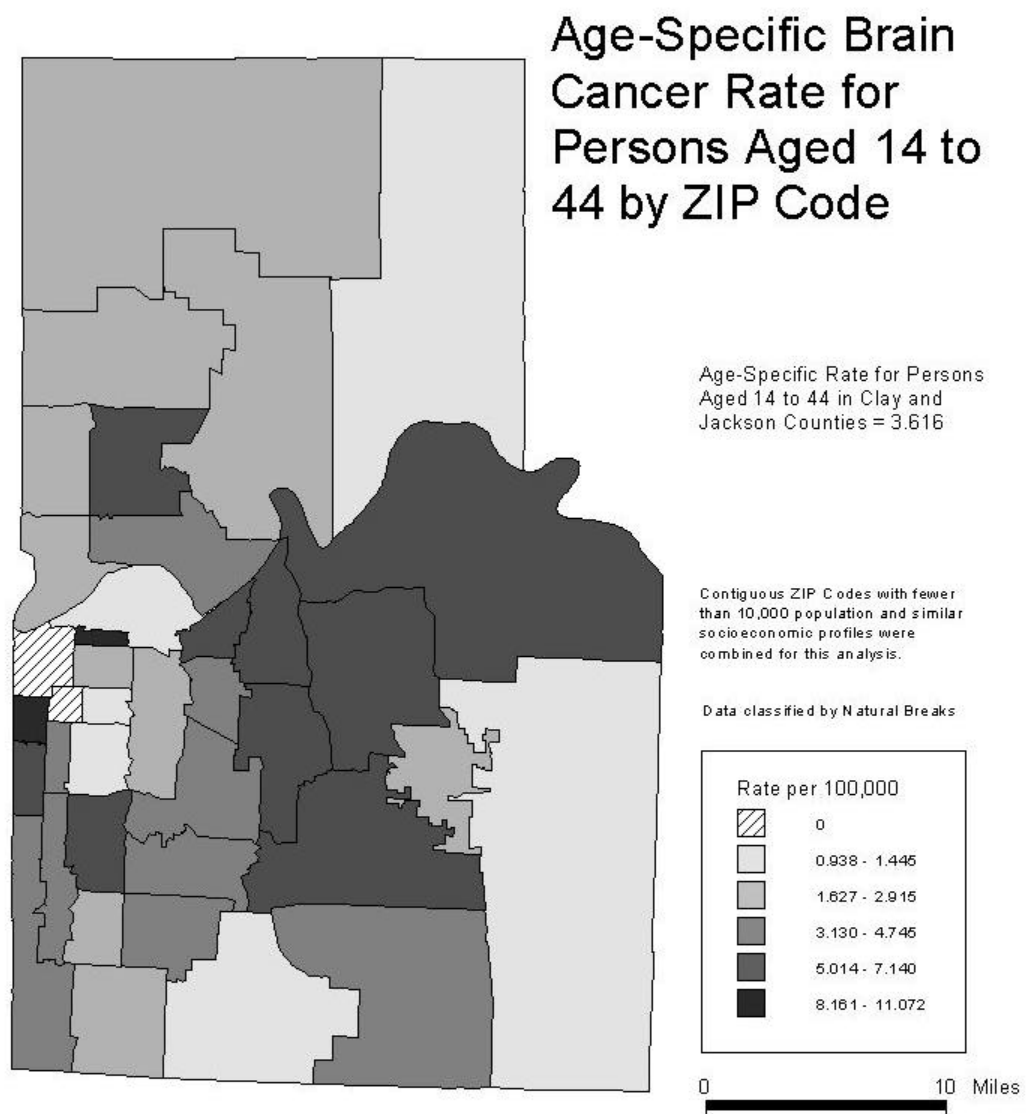 Age-Specific Brain
Cancer Rate for
Persons Aged 14 to
44 by ZIP Code
Age-Specific Rate for Persons
Aged 14 to 44 in Clay and
Jackson Counties = 3.616
Contiguous ZIP Codes with fewer
than 10,000 population and similar
socioeconomic profiles were
combined for this analysis.
Data classified by Natural Breaks
Rate per 100,000
0
0.938 - 1.445
1.627 - 2.915
3.130 - 4.745
5.014 - 7.140
8.161 - 11.072
0 10 Miles